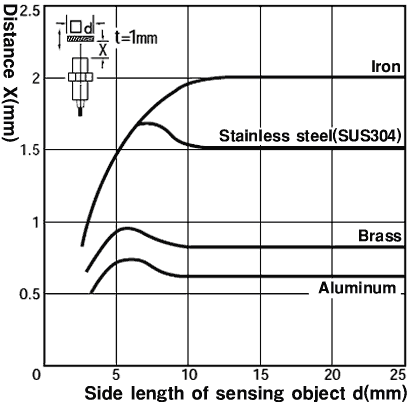 Distance X(mm)
2.5
2
1.5
1
0.5
0
5
10
15
20
25
Side length of sensing object d(mm)
d
t=1mm
X
Iron
Stainless steel(SUS304)
Brass
Aluminum